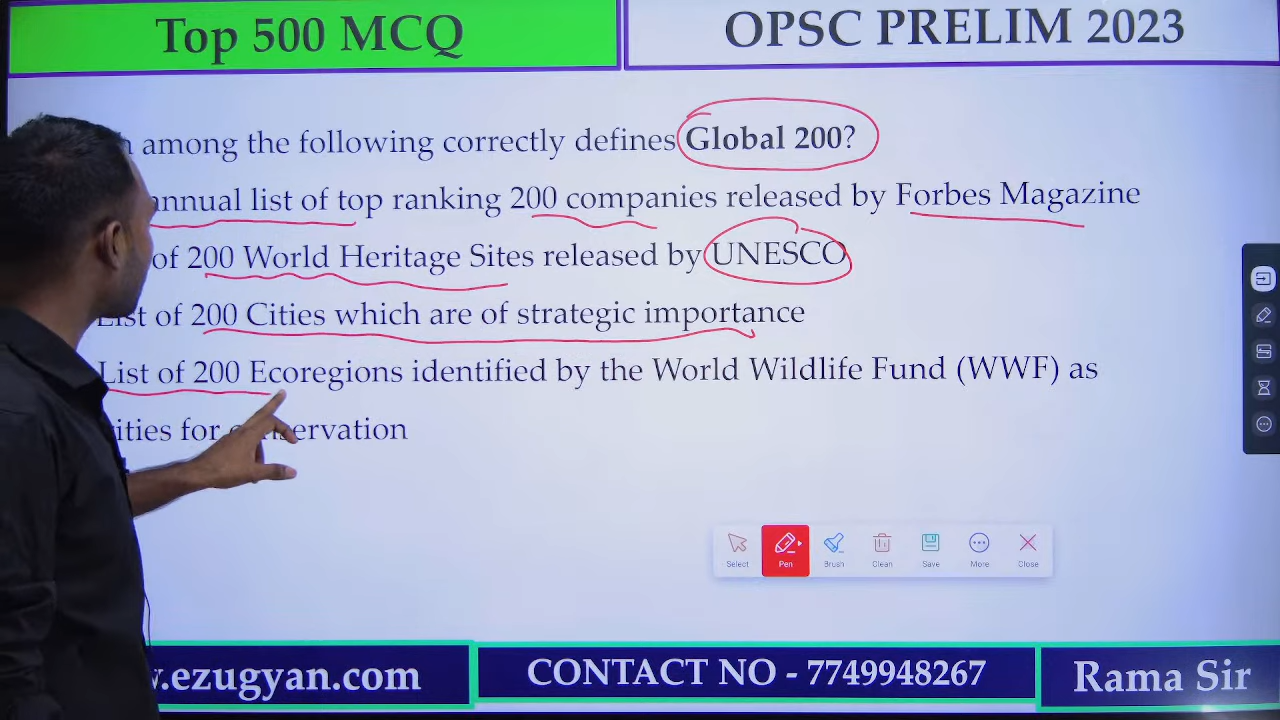 Top 500 MCQ
OPSC PRELIM 2023
among the following correctly defines Global 200?
annual list of top ranking 200 companies released by Forbes Magazine
of 200 World Heritage Sites released by UNESCO
List of 200 Cities which are of strategic importance
List of 200 Ecoregions identified by the World Wildlife Fund (WWF) as
for conservation
Select
Pen
Brush
Clean
Save
More
Close
.ezugyan.com
CONTACT NO - 7749948267
Rama Sir